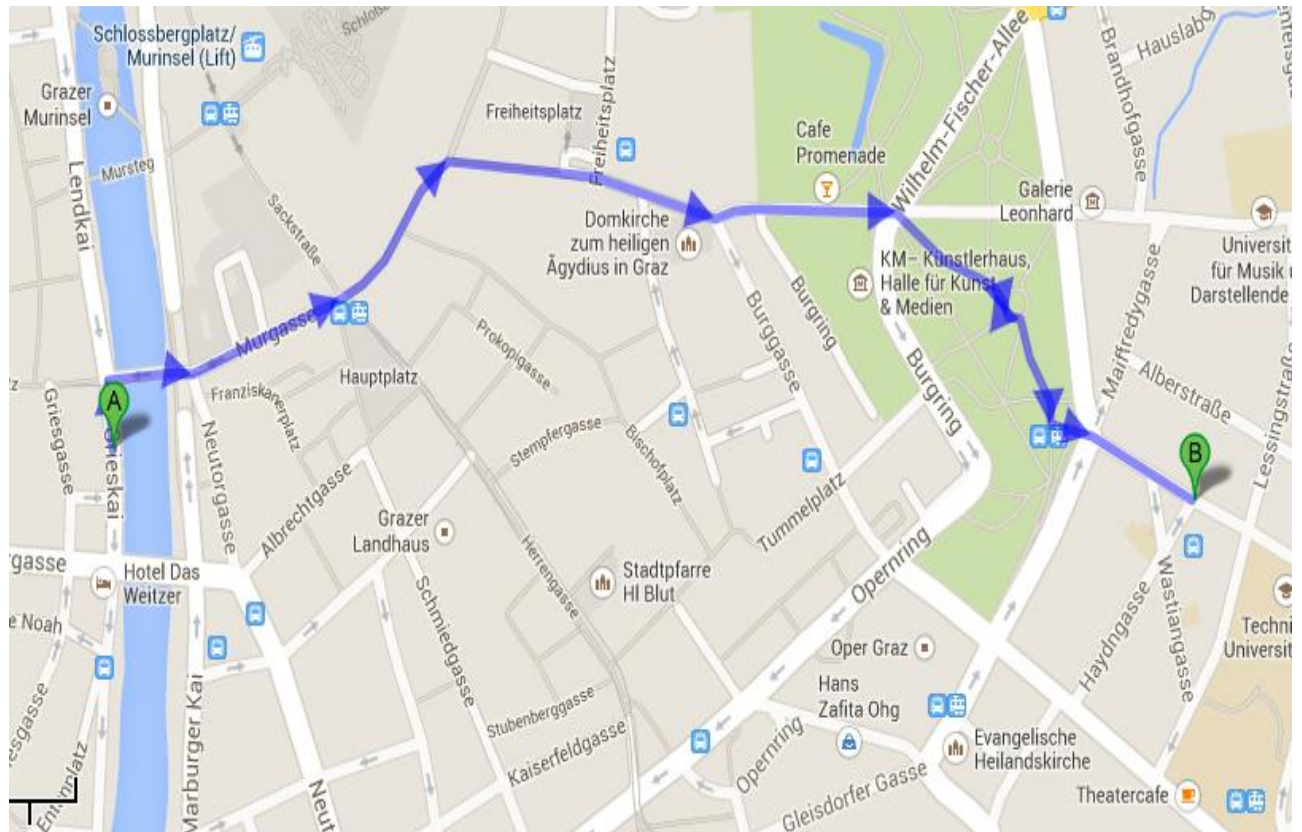 Schlossbergplatz/
Murinsel (Lift)
Schloßb
Grazer
Murinsel
Mursteg
Lendkai
Sackstraße
Freiheitsplatz
Freiheitsplatz
Cafe
Promenade
Wilhelm-Fischer-Allee
Brandhofgasse
Hauslabg
Galerie
Leonhard
Universit
für Musik u
Darstellende
Domkirche
zum heiligen
Ägydius in Graz
KM– Künstlerhaus,
Halle für Kunst
& Medien
Burgring
Burggasse
Burgring
Maiffredygasse
Alberstraße
Lessingstraße
Murgasse
Hauptplatz
Prokopigasse
Franziskanerplatz
Griesgasse
A
Grieskai
Neutorgasse
Albrechtgasse
Stempfergasse
Bischofplatz
Tummelplatz
B
Grazer
Landhaus
Herrengasse
Stadtpfarre
Hl Blut
Opernring
Wastiangasse
Haydngasse
Techni
Universit
gasse
Hotel Das
Weitzer
e Noah
Schmiedgasse
Marburger Kai
Oper Graz
Hans
Zafita Ohg
Evangelische
Heilandskirche
Stubenberggasse
Kaiserfeldgasse
Opernring
Gleisdorfer Gasse
Theatercafe
Entenplatz
Neut